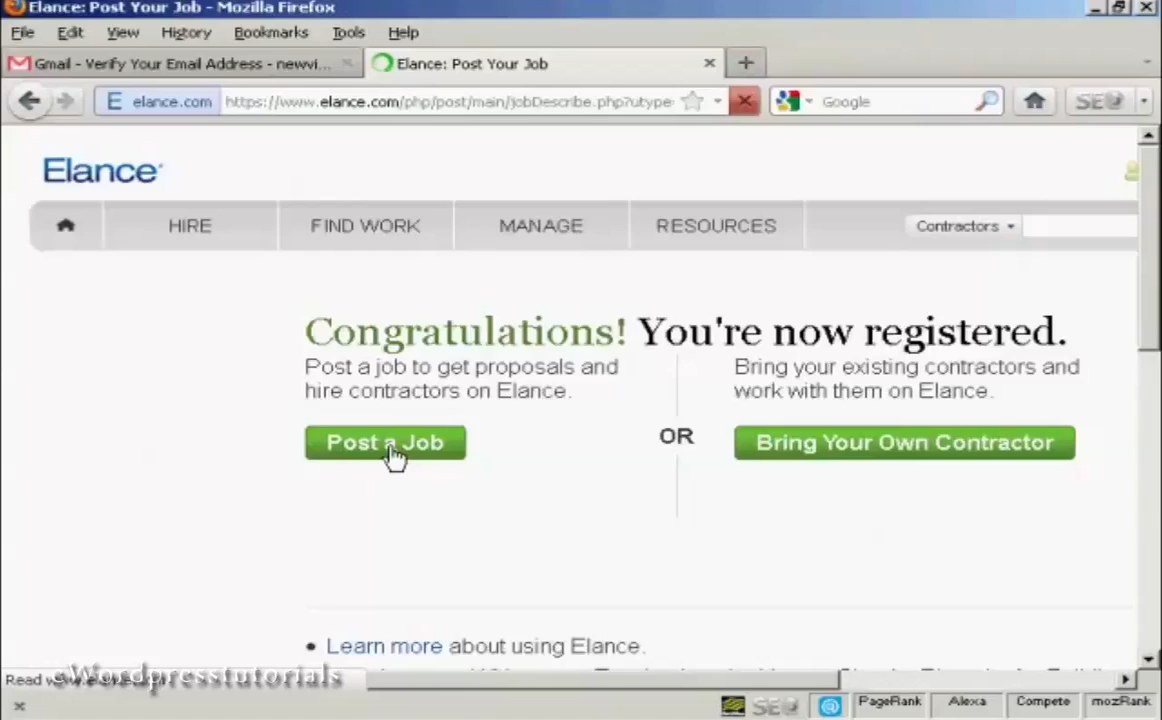 Elance: Post Your Job - Mozilla Firefox
File Edit View History Bookmarks Tools Help
Gmail - Verify Your Email Address - newvi...
Elance: Post Your Job
E elance.com https://www.elance.com/php/post/main/jobDescribe.php?utype
Google
Elance
HIRE FIND WORK MANAGE RESOURCES Contractors
Congratulations! You're now registered.
Post a job to get proposals and
hire contractors on Elance.
Post a Job
OR
Bring your existing contractors and
work with them on Elance.
Bring Your Own Contractor
• Learn more about using Elance.
Read
eWordpresstutorials
PageRank Alexa Compete mozRank